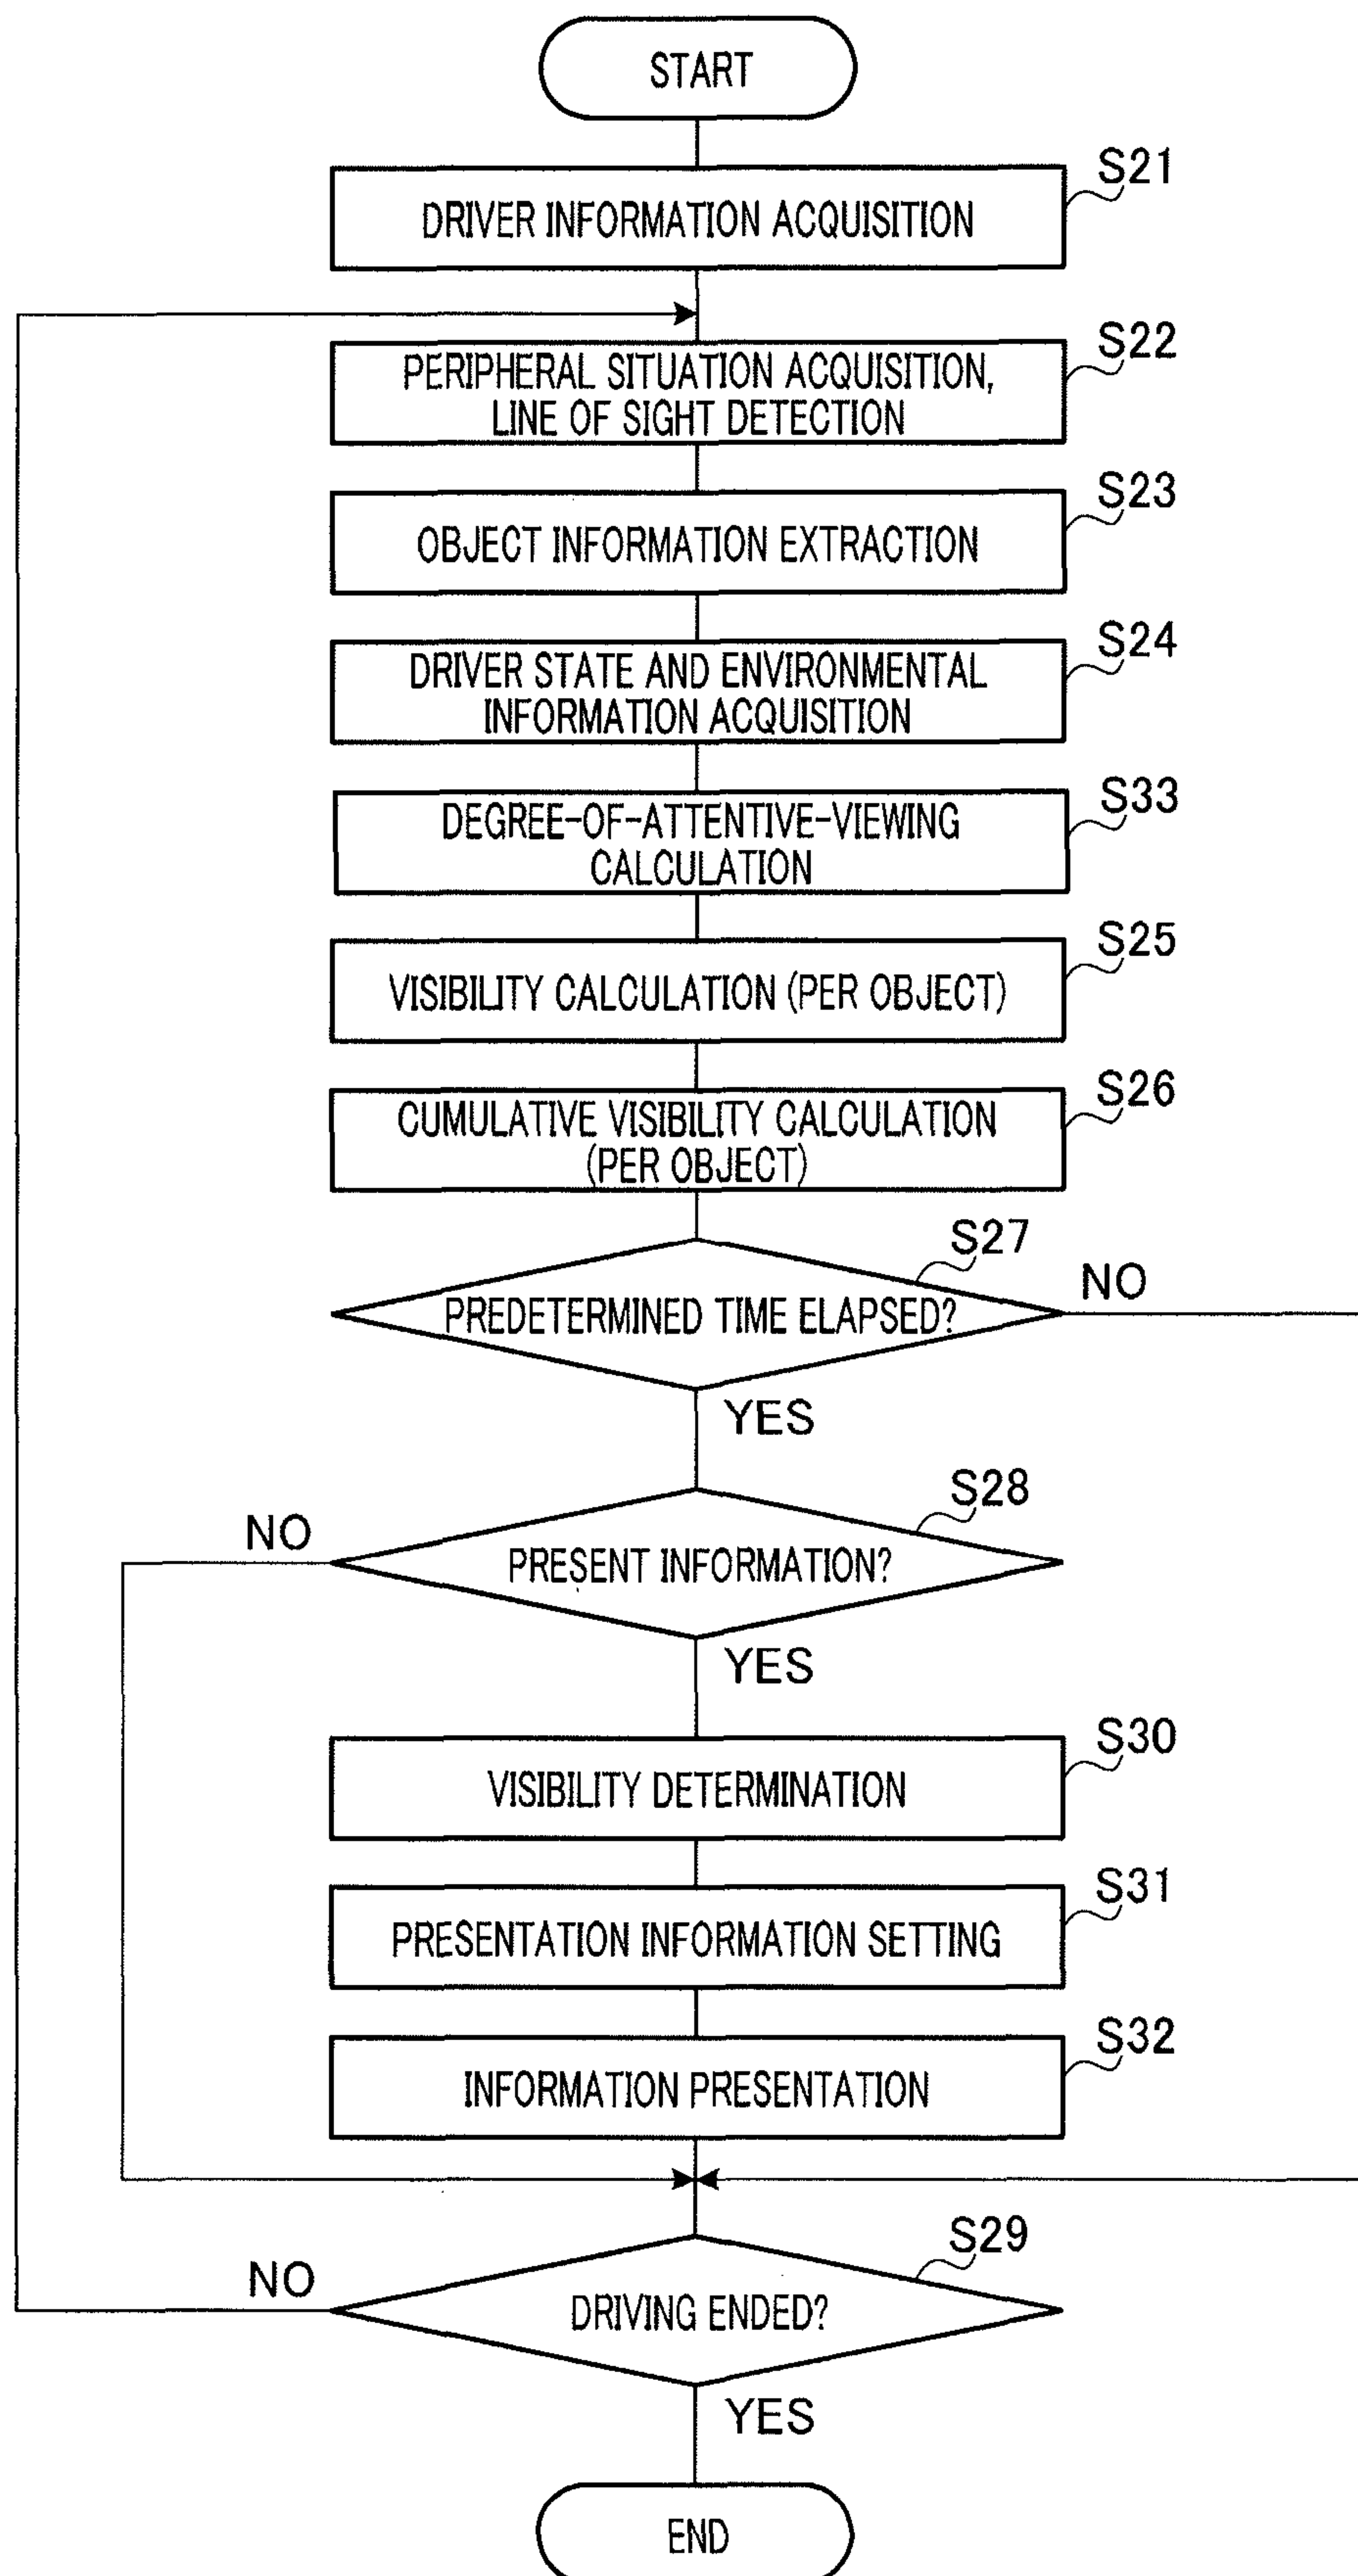 START
S21
DRIVER INFORMATION ACQUISITION
S22
PERIPHERAL SITUATION ACQUISITION,
LINE OF SIGHT DETECTION
S23
OBJECT INFORMATION EXTRACTION
S24
DRIVER STATE AND ENVIRONMENTAL
INFORMATION ACQUISITION
S33
DEGREE-OF-ATTENTIVE-VIEWING
CALCULATION
S25
VISIBILITY CALCULATION (PER OBJECT)
S26
CUMULATIVE VISIBILITY CALCULATION
(PER OBJECT)
S27
NO
PREDETERMINED TIME ELAPSED?
YES
S28
NO
PRESENT INFORMATION?
YES
S30
VISIBILITY DETERMINATION
S31
PRESENTATION INFORMATION SETTING
S32
INFORMATION PRESENTATION
S29
NO
DRIVING ENDED?
YES
END